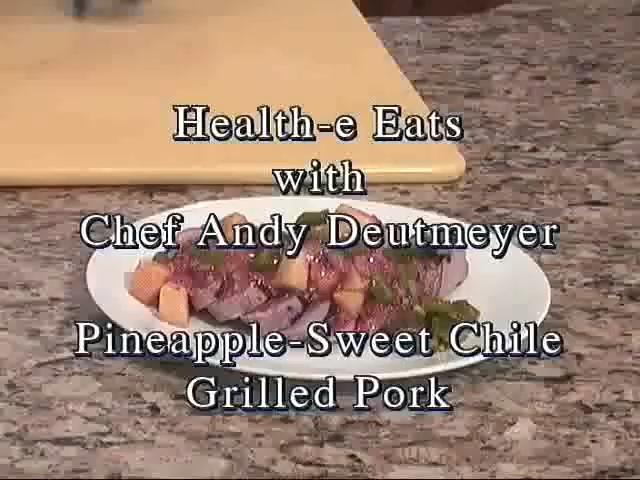 Health-e Eats
with
Chef Andy Deutmeyer
Pineapple-Sweet Chile
Grilled Pork